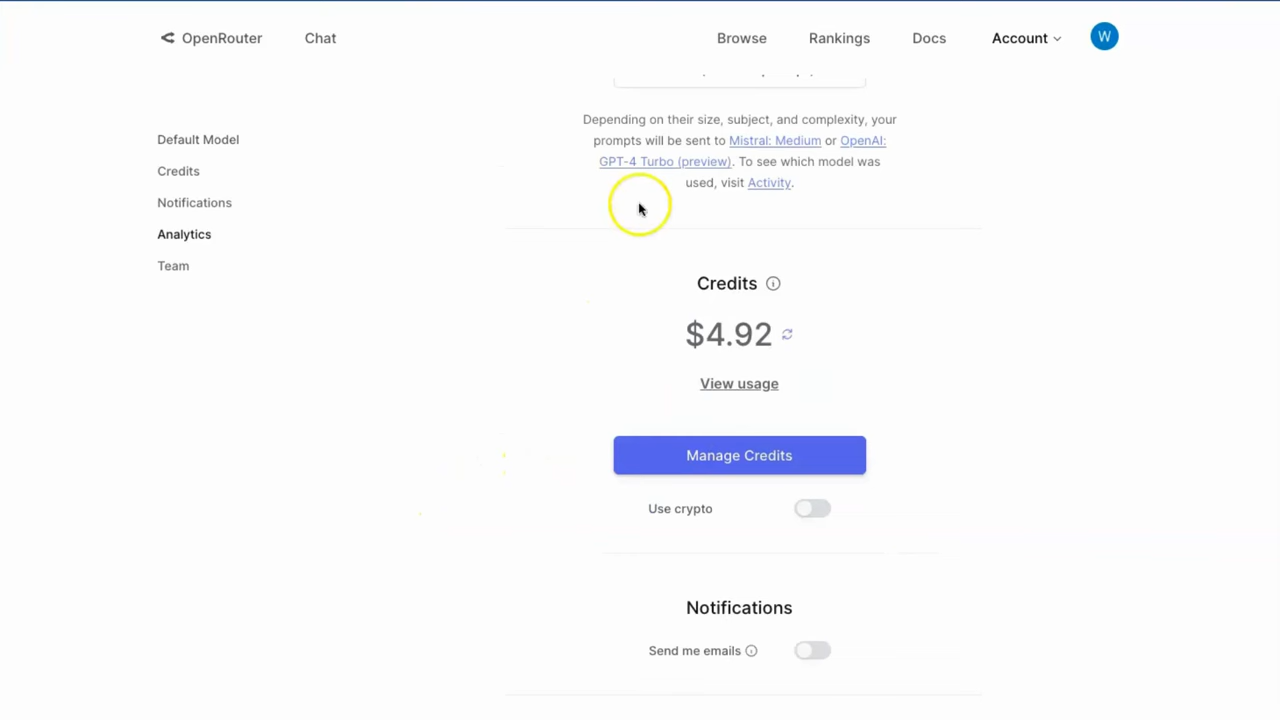 OpenRouter
Chat
Browse
Rankings
Docs
Account
W
Default Model
Credits
Notifications
Analytics
Team
Depending on their size, subject, and complexity, your
prompts will be sent to Mistral: Medium or OpenAI:
GPT-4 Turbo (preview). To see which model was
used, visit Activity.
Credits
$4.92
View usage
Manage Credits
Use crypto
Notifications
Send me emails